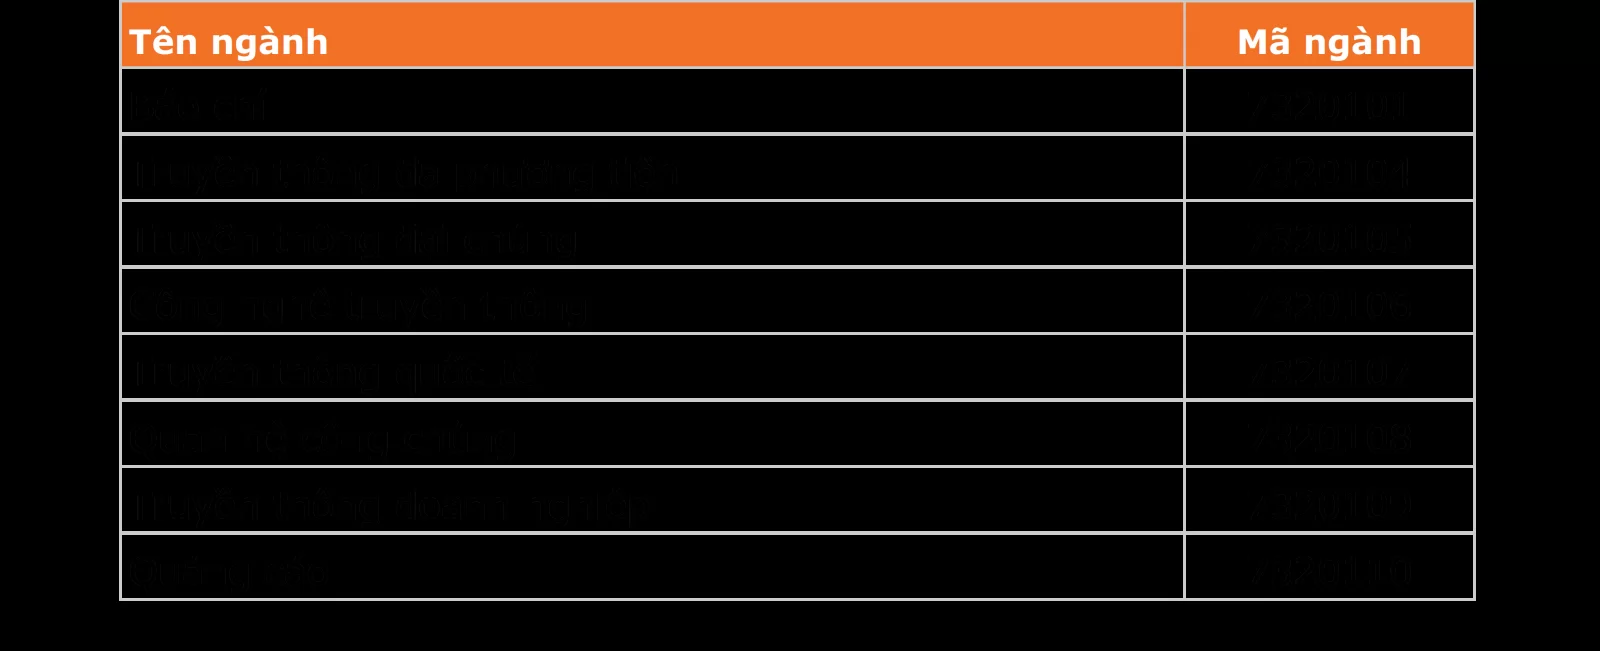 Tên ngành Mã ngành
Báo chí 7320101
Truyền thông đa phương tiện 7320104
Truyền thông đại chúng 7320105
Công nghệ truyền thông 7320106
Truyền thông quốc tế 7320107
Quan hệ công chúng 7320108
Truyền thông doanh nghiệp 7320109
Quảng cáo 7320110